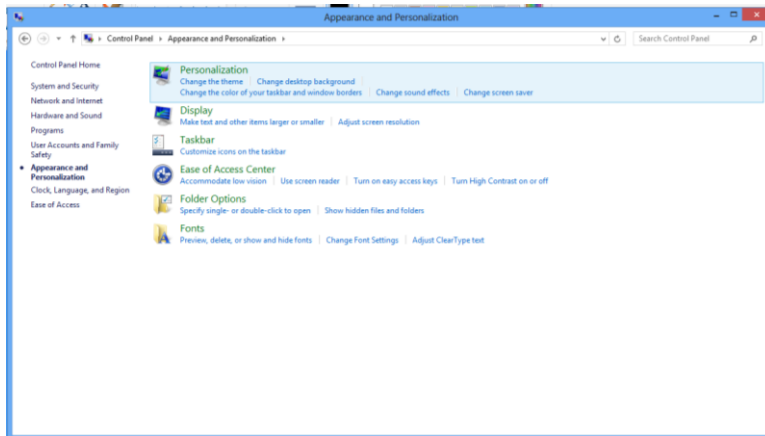 Appearance and Personalization
Control Panel Appearance and Personalization
Search Control Panel
Control Panel Home
System and Security
Network and Internet
Hardware and Sound
Programs
User Accounts and Family
Safety
Appearance and
Personalization
Clock, Language, and Region
Ease of Access
Personalization
Change the theme Change desktop background
Change the color of your taskbar and window borders Change sound effects Change screen saver
Display
Make text and other items larger or smaller Adjust screen resolution
Taskbar
Customize icons on the taskbar
Ease of Access Center
Accommodate low vision Use screen reader Turn on easy access keys Turn High Contrast on or off
Folder Options
Specify single- or double-click to open Show hidden files and folders
Fonts
Preview, delete, or show and hide fonts Change Font Settings Adjust ClearType text